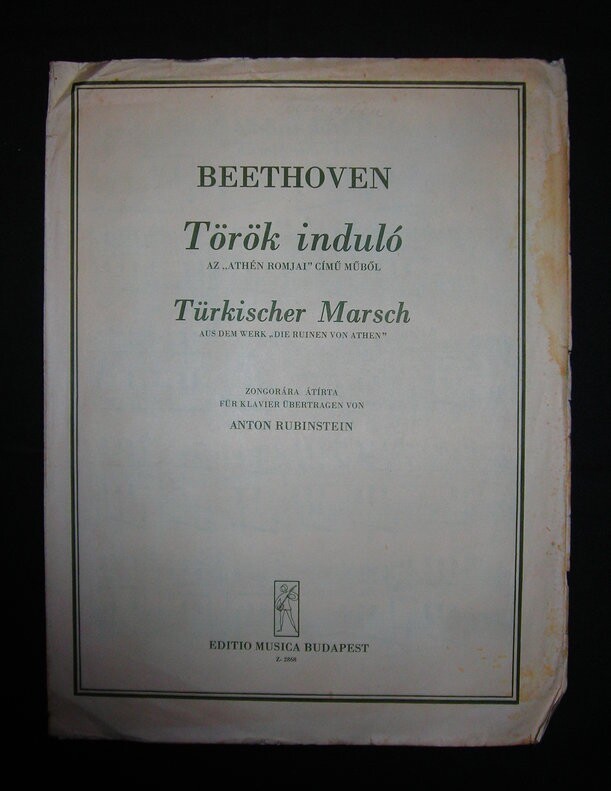 BEETHOVEN
Török induló
AZ „ATHÉN ROMJAI” CÍMŰ MŰBŐL
Türkischer Marsch
AUS DEM WERK „DIE RUINEN VON ATHEN”
ZONGORÁRA ÁTÍRTA
FÜR KLAVIER ÜBERTRAGEN VON
ANTON RUBINSTEIN
EDITIO MUSICA BUDAPEST